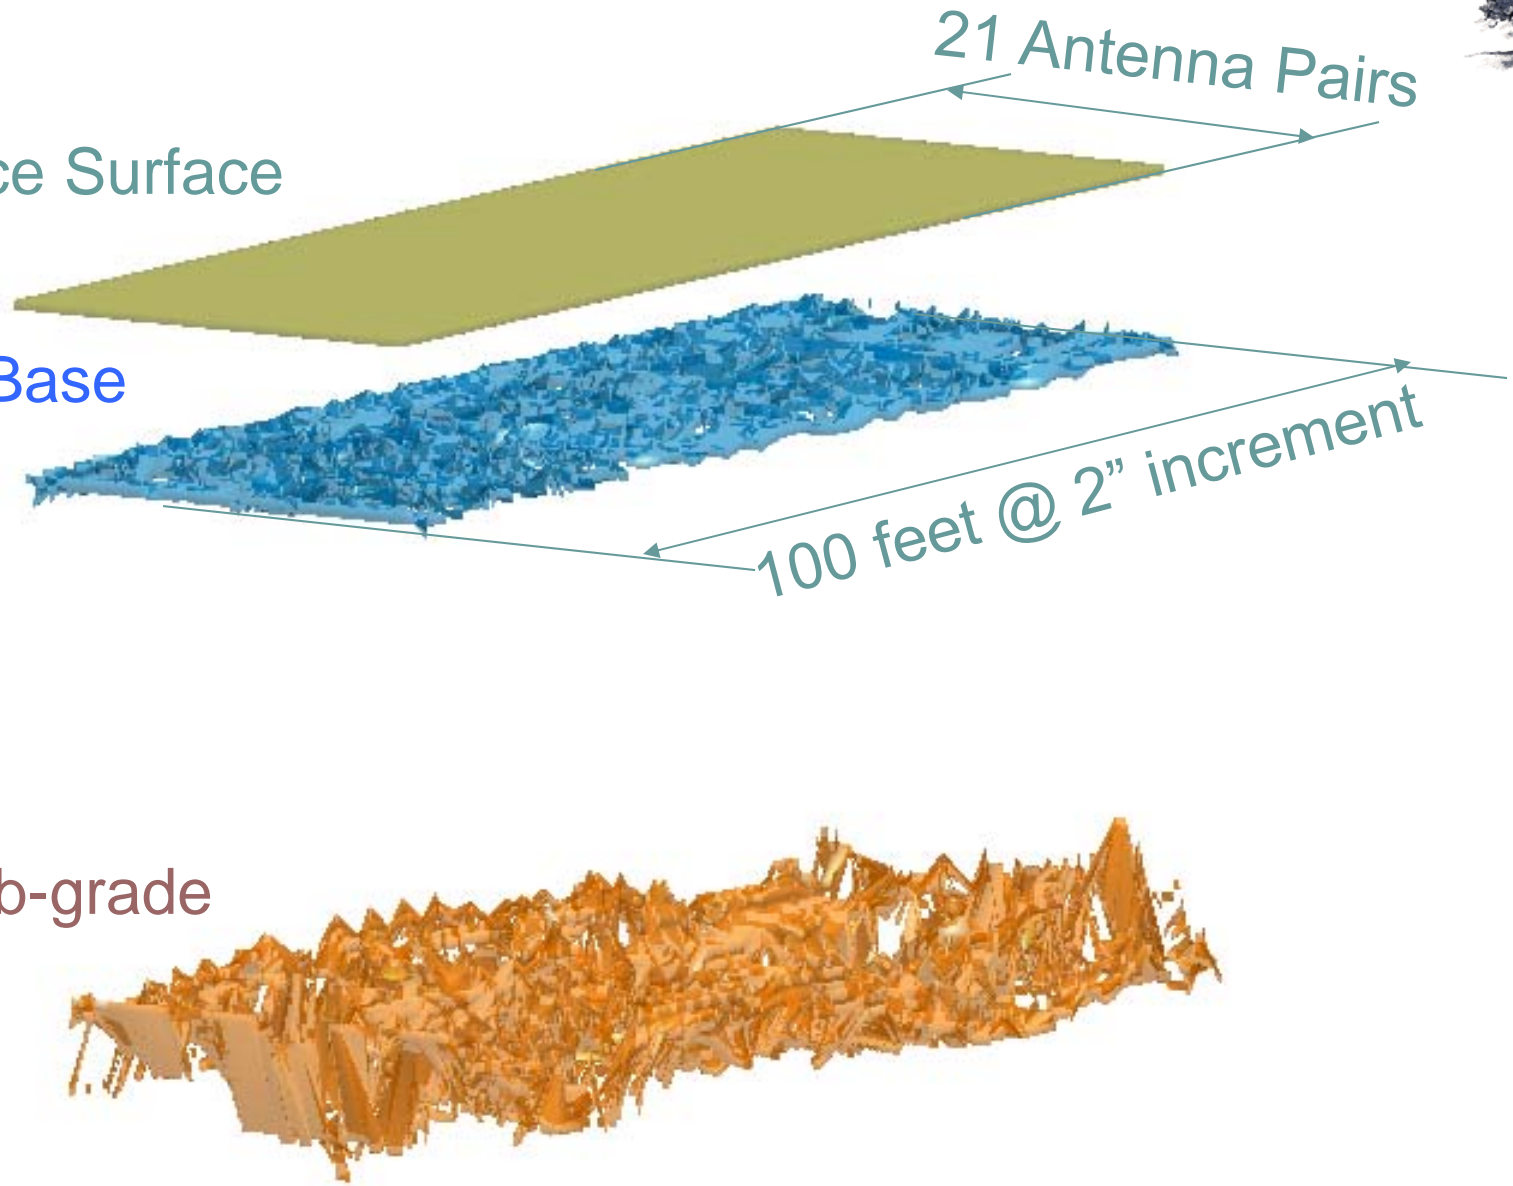 21 Antenna Pairs
ce Surface
Base
100 feet @ 2” increment
b-grade